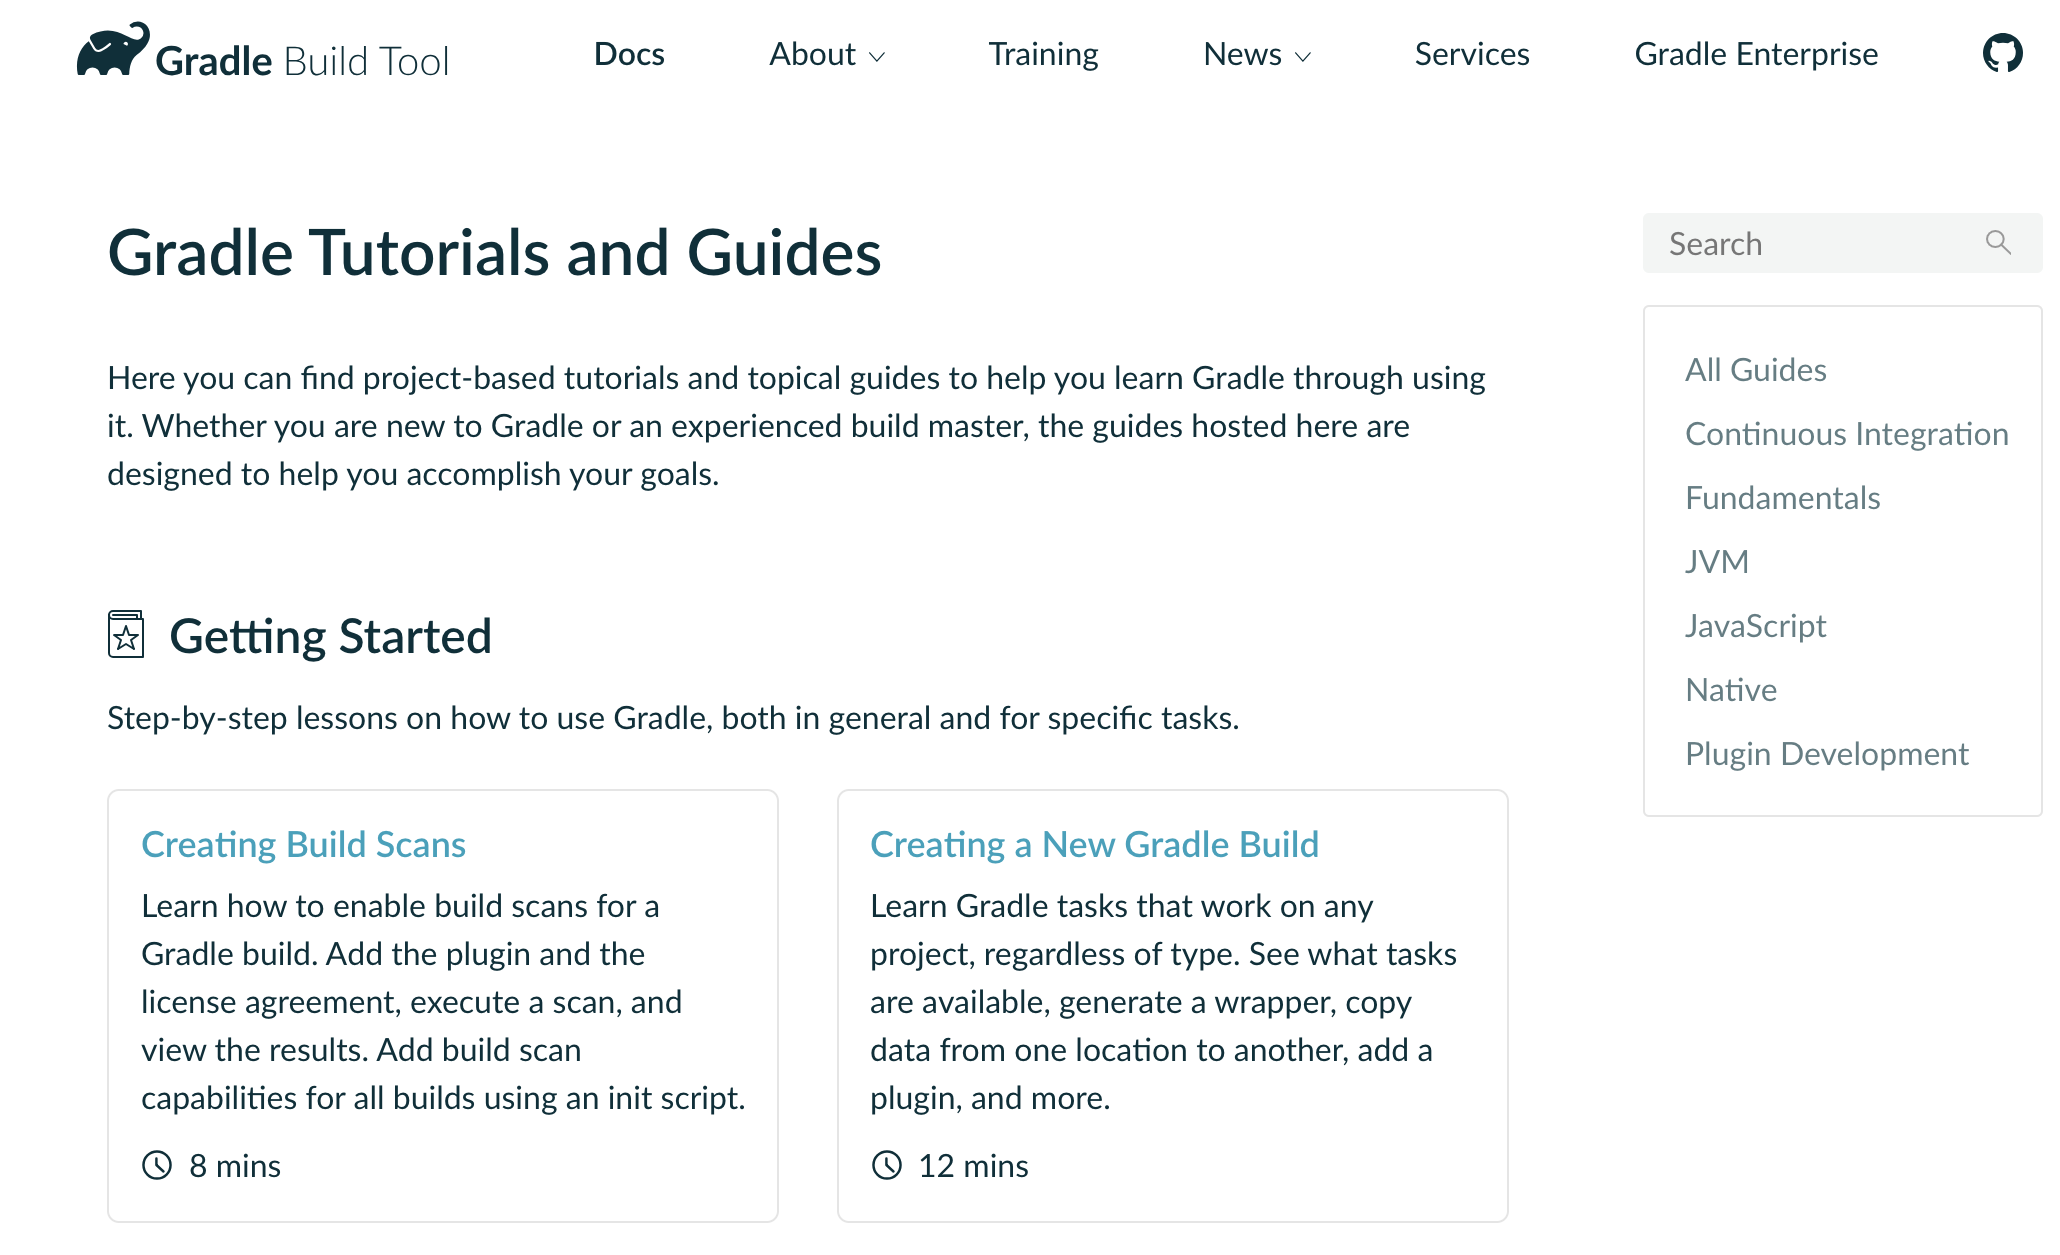 Gradle Build Tool
Docs
About
Training
News
Services
Gradle Enterprise
Gradle Tutorials and Guides
Here you can find project-based tutorials and topical guides to help you learn Gradle through using
it. Whether you are new to Gradle or an experienced build master, the guides hosted here are
designed to help you accomplish your goals.
Getting Started
Step-by-step lessons on how to use Gradle, both in general and for specific tasks.
Creating Build Scans
Learn how to enable build scans for a
Gradle build. Add the plugin and the
license agreement, execute a scan, and
view the results. Add build scan
capabilities for all builds using an init script.
8 mins
Creating a New Gradle Build
Learn Gradle tasks that work on any
project, regardless of type. See what tasks
are available, generate a wrapper, copy
data from one location to another, add a
plugin, and more.
12 mins
Search
All Guides
Continuous Integration
Fundamentals
JVM
JavaScript
Native
Plugin Development